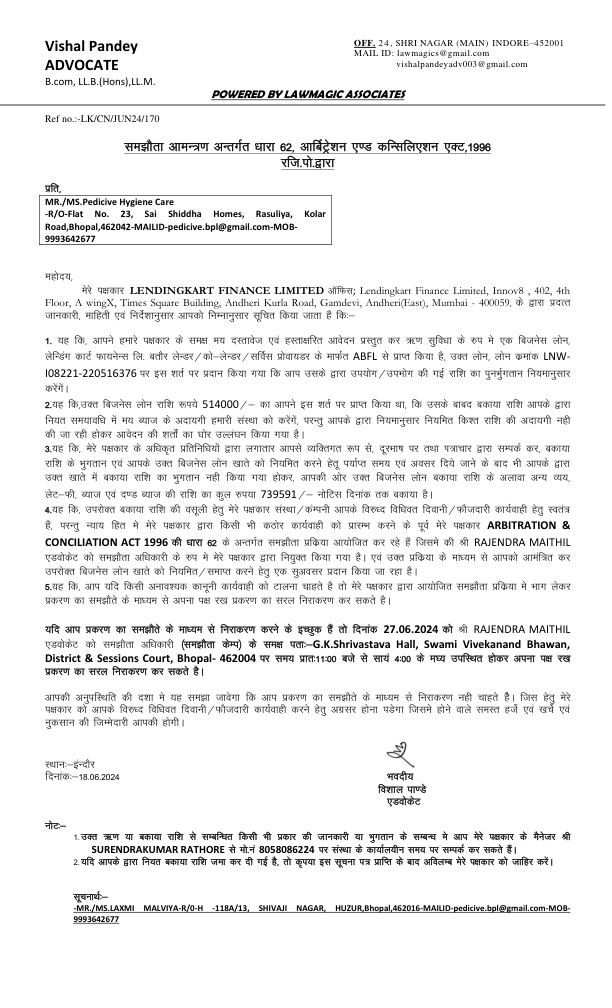 Vishal Pandey
ADVOCATE
B.com, LL.B.(Hons),LL.M.
OFF. 24, SHRI NAGAR (MAIN) INDORE-452001
MAIL ID: lawmagics@gmail.com
vishalpandeyadv003@gmail.com
POWERED BY LAWMAGIC ASSOCIATES
Ref no.:-LK/CN/JUN24/170
समझौता आमन्त्रण अन्तर्गत धारा 62, आर्बिट्रेशन एण्ड कन्सिलिएशन एक्ट,1996
रजि.पो.द्वारा
प्रति,
MR./MS.Pedicive Hygiene Care
-R/O-Flat No. 23, Sai Shiddha Homes, Rasuliya, Kolar
Road,Bhopal,462042-MAILID-pedicive.bpl@gmail.com-MOB-
9993642677
महोदय,
मेरे पक्षकार LENDINGKART FINANCE LIMITED ऑफिस; Lendingkart Finance Limited, Innov8 , 402, 4th
Floor, A wingX, Times Square Building, Andheri Kurla Road, Gamdevi, Andheri(East), Mumbai - 400059, के द्वारा प्रदत्त
जानकारी, माहिती एवं निर्देशानुसार आपको निम्नानुसार सूचित किया जाता हैं कि:–
1. यह कि, आपने हमारे पक्षकार के समक्ष मय दस्तावेज एवं हस्ताक्षरित आवेदन प्रस्तुत कर ऋण सुविधा के रुप मे एक बिजनेस लोन,
लेन्डिंग कार्ट फायनेन्स लि. बतौर लेन्डर/को–लेन्डर/सर्विस प्रोवायडर के मार्फत ABFL से प्राप्त किया है, उक्त लोन, लोन क्रमांक LNW-
I08221-220516376 पर इस शर्त पर प्रदान किया गया कि आप उसके द्वारा उपयोग/उपभोग की गई राशि का पुनर्भुगतान नियमानुसार
करेंगें।
2.यह कि,उक्त बिजनेस लोन राशि रूपये 514000/– का आपने इस शर्त पर प्राप्त किया था, कि उसके बाबद बकाया राशि आपके द्वारा
नियत समयावधि में मय ब्याज के अदायगी हमारी संस्था को करेंगें, परन्तु आपके द्वारा नियमानुसार नियमित किश्त राशि की अदायगी नही
की जा रही होकर आवेदन की शर्तों का घोर उल्लंघन किया गया है।
3.यह कि, मेरे पक्षकार के अधिकृत प्रतिनिधियों द्वारा लगातार आपसे व्यक्तिगत रूप से, दूरभाष पर तथा पत्राचार द्वारा सम्पर्क कर, बकाया
राशि के भुगतान एवं आपके उक्त बिजनेस लोन खाते को नियमित करने हेतू पर्याप्त समय एवं अवसर दिये जाने के बाद भी आपके द्वारा
उक्त खाते में बकाया राशि का भुगतान नही किया गया होकर, आपकी ओर उक्त बिजनेस लोन बकाया राशि के अलावा अन्य व्यय,
लेट–फी, ब्याज एवं दण्ड ब्याज की राशि का कुल रुपया 739591/– नोटिस दिनांक तक बकाया है।
4.यह कि, उपरोक्त बकाया राशि की वसूली हेतु मेरे पक्षकार संस्था/कंम्पनी आपके विरुध्द विधिवत दिवानी/फौजदारी कार्यवाही हेतु स्वतंत्र
हैं, परन्तु न्याय हित मे मेरे पक्षकार द्वारा किसी भी कठोर कार्यवाही को प्रारम्भ करने के पूर्व मेरे पक्षकार ARBITRATION &
CONCILIATION ACT 1996 की धारा 62 के अन्तरगत समझौता प्रक्रिया आयोजित कर रहे हैं जिसमे की श्री RAJENDRA MAITHIL
एडवोकेट को समझौता अधिकारी के रुप मे मेरे पक्षकार द्वारा नियुक्त किया गया है। एवं उक्त प्रक्रिया के माध्यम से आपको आमंत्रित कर
उपरोक्त बिजनेस लोन खाते को नियमित/समाप्त करने हेतु एक सुअवसर प्रदान किया जा रहा है।
5.यह कि, आप यदि किसी अनावश्यक कानूनी कार्यवाही को टालना चाहते है तो मेरे पक्षकार द्वारा आयोजित समझौता प्रक्रिया मे भाग लेकर
प्रकरण का समझौते के माध्यम से अपना पक्ष रख प्रकरण का सरल निराकरण कर सकते है।
यदि आप प्रकरण का समझौते के माध्यम से निराकरण करने के इच्छुक हैं तो दिनांक 27.06.2024 को श्री RAJENDRA MAITHIL
एडवोकेट को समझौता अधिकारी (समझौता केम्प) के समक्ष पताः–G.K.Shrivastava Hall, Swami Vivekanand Bhawan,
District & Sessions Court, Bhopal- 462004 पर समय प्रातः11:00 बजे से सायं 4:00 के मघ्य उपस्थित होकर अपना पक्ष रख
प्रकरण का सरल निराकरण कर सकते है।
आपकी अनुपस्थिति की दशा मे यह समझा जावेगा कि आप प्रकरण का समझौते के माध्यम से निराकरण नही चाहते हैै। जिस हेतु मेरे
पक्षकार को आपके विरुध्द विधिवत दिवानी/फौजदारी कार्यवाही करने हेतु अग्रसर होना पडेगा जिसमे होने वाले समस्त हर्जे एवं खर्चे एवं
नुकसान की जिम्मेदारी आपकी होगी।
स्थानः–इंन्दौर
दिनांकः–18.06.2024
भवदीय
विशाल पाण्डे
एडवोकेट
नोटः–
1.उक्त ऋण या बकाया राशि से सम्बन्धित किसी भी प्रकार की जानकारी या भुगतान के सम्बन्ध मे आप मेरे पक्षकार के मैनेजर श्री
SURENDRAKUMAR RATHORE से मो.नं 8058086224 पर संस्था के कार्यालयीन समय पर सम्पर्क कर सकते हैं।
2.यदि आपके द्वारा नियत बकाया राशि जमा कर दी गई है, तो कृपया इस सूचना पत्र प्राप्ति के बाद अविलम्ब मेरे पक्षकार को जाहिर करें।
सूचनार्थः–
-MR./MS.LAXMI MALVIYA-R/0-H -118A/13, SHIVAJI NAGAR, HUZUR,Bhopal,462016-MAILID-pedicive.bpl@gmail.com-MOB-
9993642677